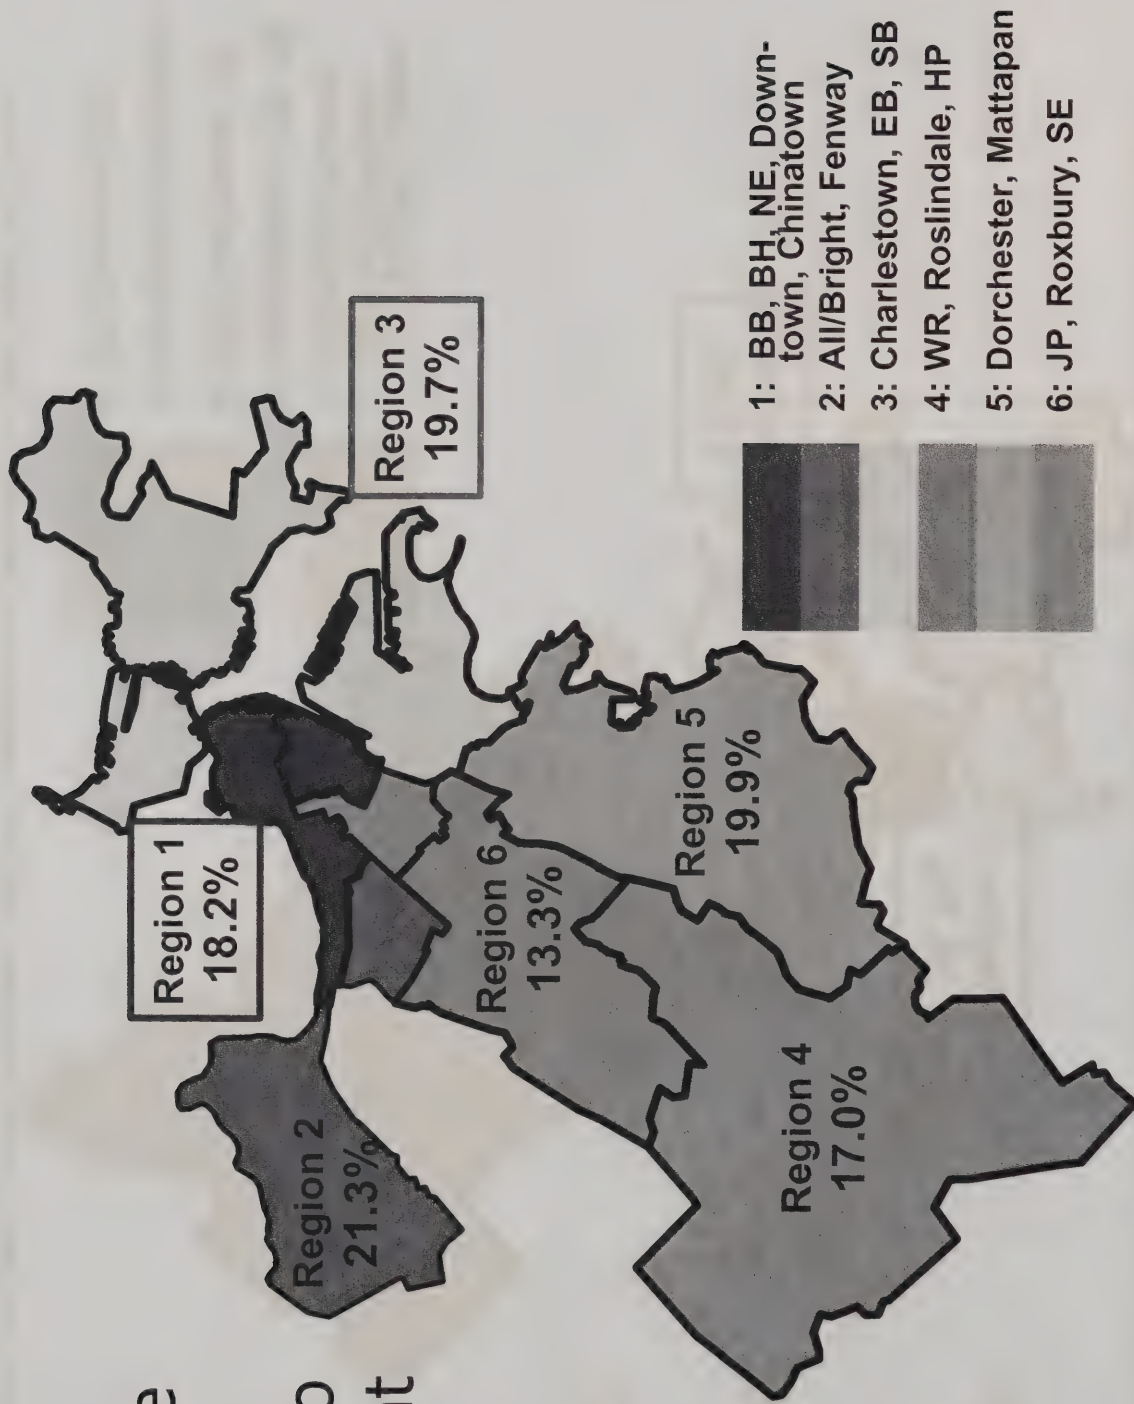 Region 1
18.2%
Region 3
19.7%
Region 2
21.3%
Region 6
13.3%
Region 5
19.9%
Region 4
17.0%
1: BB, BH, NE, Down-
town, Chinatown
2: All/Bright, Fenway
3: Charlestown, EB, SB
4: WR, Roslindale, HP
5: Dorchester, Mattapan
6: JP, Roxbury, SE